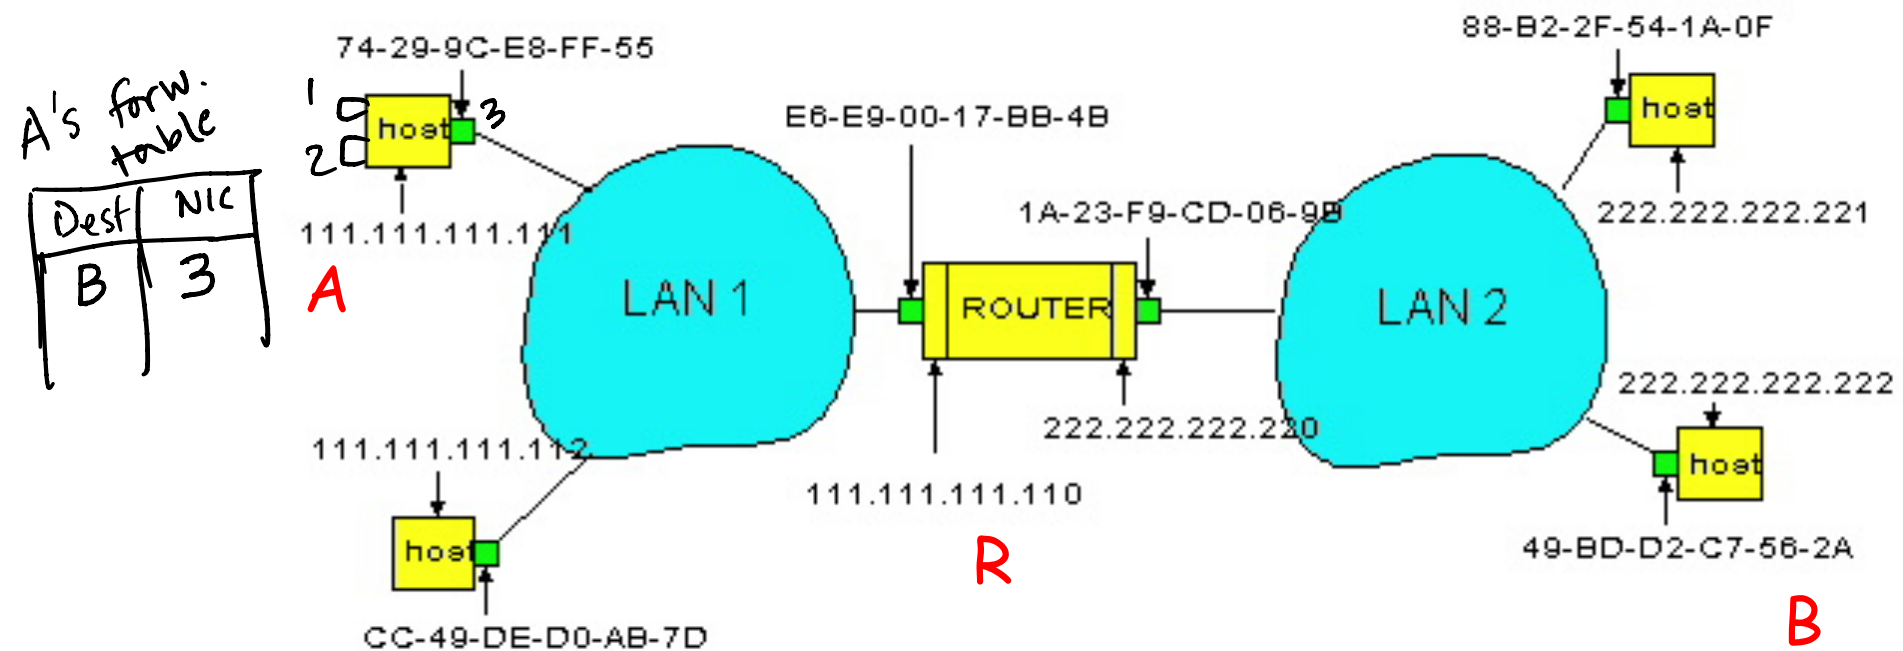 88-B2-2F-54-1A-0F
74-29-9C-E8-FF-55
A's forw.
table
1
2
host
3
host
E6-E9-00-17-BB-4B
Dest NIC
B 3
111.111.111.111
A
1A-23-F9-CD-06-9B
222.222.222.221
LAN 1
ROUTER
LAN 2
222.222.222.222
111.111.111.112
222.222.222.220
host
111.111.111.110
R
host
49-BD-D2-C7-56-2A
CC-49-DE-D0-AB-7D
B